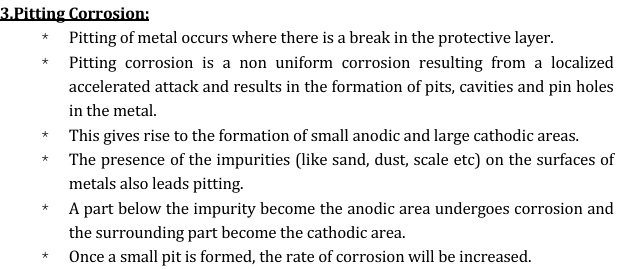 3.Pitting Corrosion:
* Pitting of metal occurs where there is a break in the protective layer.
* Pitting corrosion is a non uniform corrosion resulting from a localized
accelerated attack and results in the formation of pits, cavities and pin holes
in the metal.
* This gives rise to the formation of small anodic and large cathodic areas.
* The presence of the impurities (like sand, dust, scale etc) on the surfaces of
metals also leads pitting.
* A part below the impurity become the anodic area undergoes corrosion and
the surrounding part become the cathodic area.
* Once a small pit is formed, the rate of corrosion will be increased.